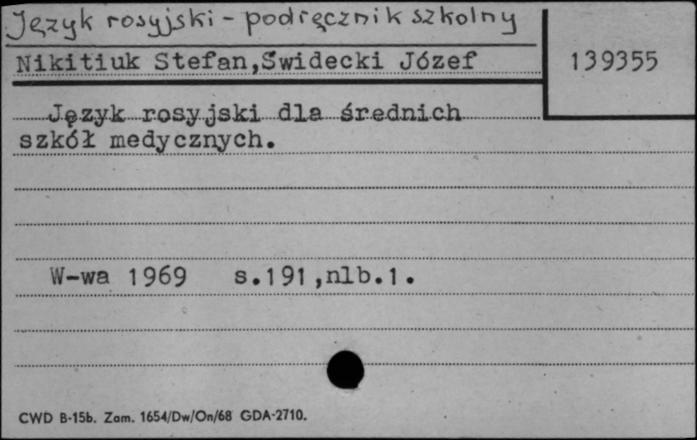 Język rosyjski - podręcznik szkolny
Nikitiuk Stefan,Świdecki Józef
139355
Język rosyjski dla średnich
szkół medycznych.
W-wa 1969 s.191,nlb.1.
CWD B-15b. Zam. 1654/Dw/On/68 GDA-2710.